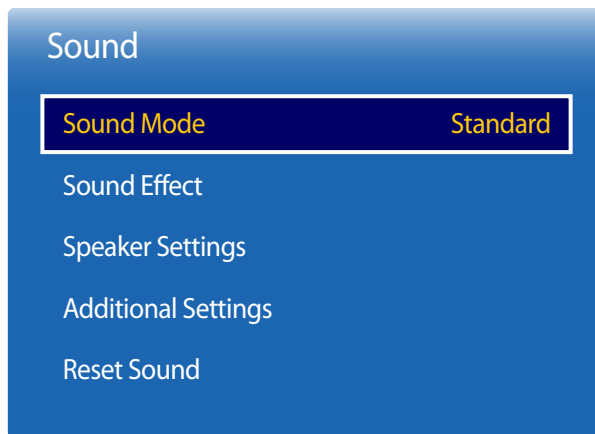 Sound
Sound Mode Standard
Sound Effect
Speaker Settings
Additional Settings
Reset Sound